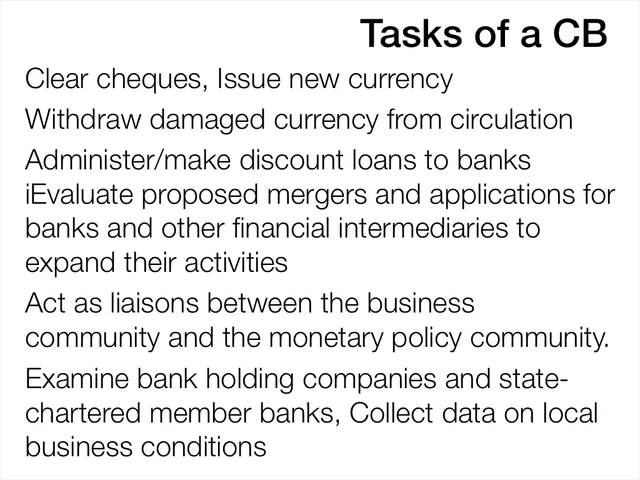 Tasks of a CB
Clear cheques, Issue new currency
Withdraw damaged currency from circulation
Administer/make discount loans to banks
iEvaluate proposed mergers and applications for
banks and other financial intermediaries to
expand their activities
Act as liaisons between the business
community and the monetary policy community.
Examine bank holding companies and state-
chartered member banks, Collect data on local
business conditions